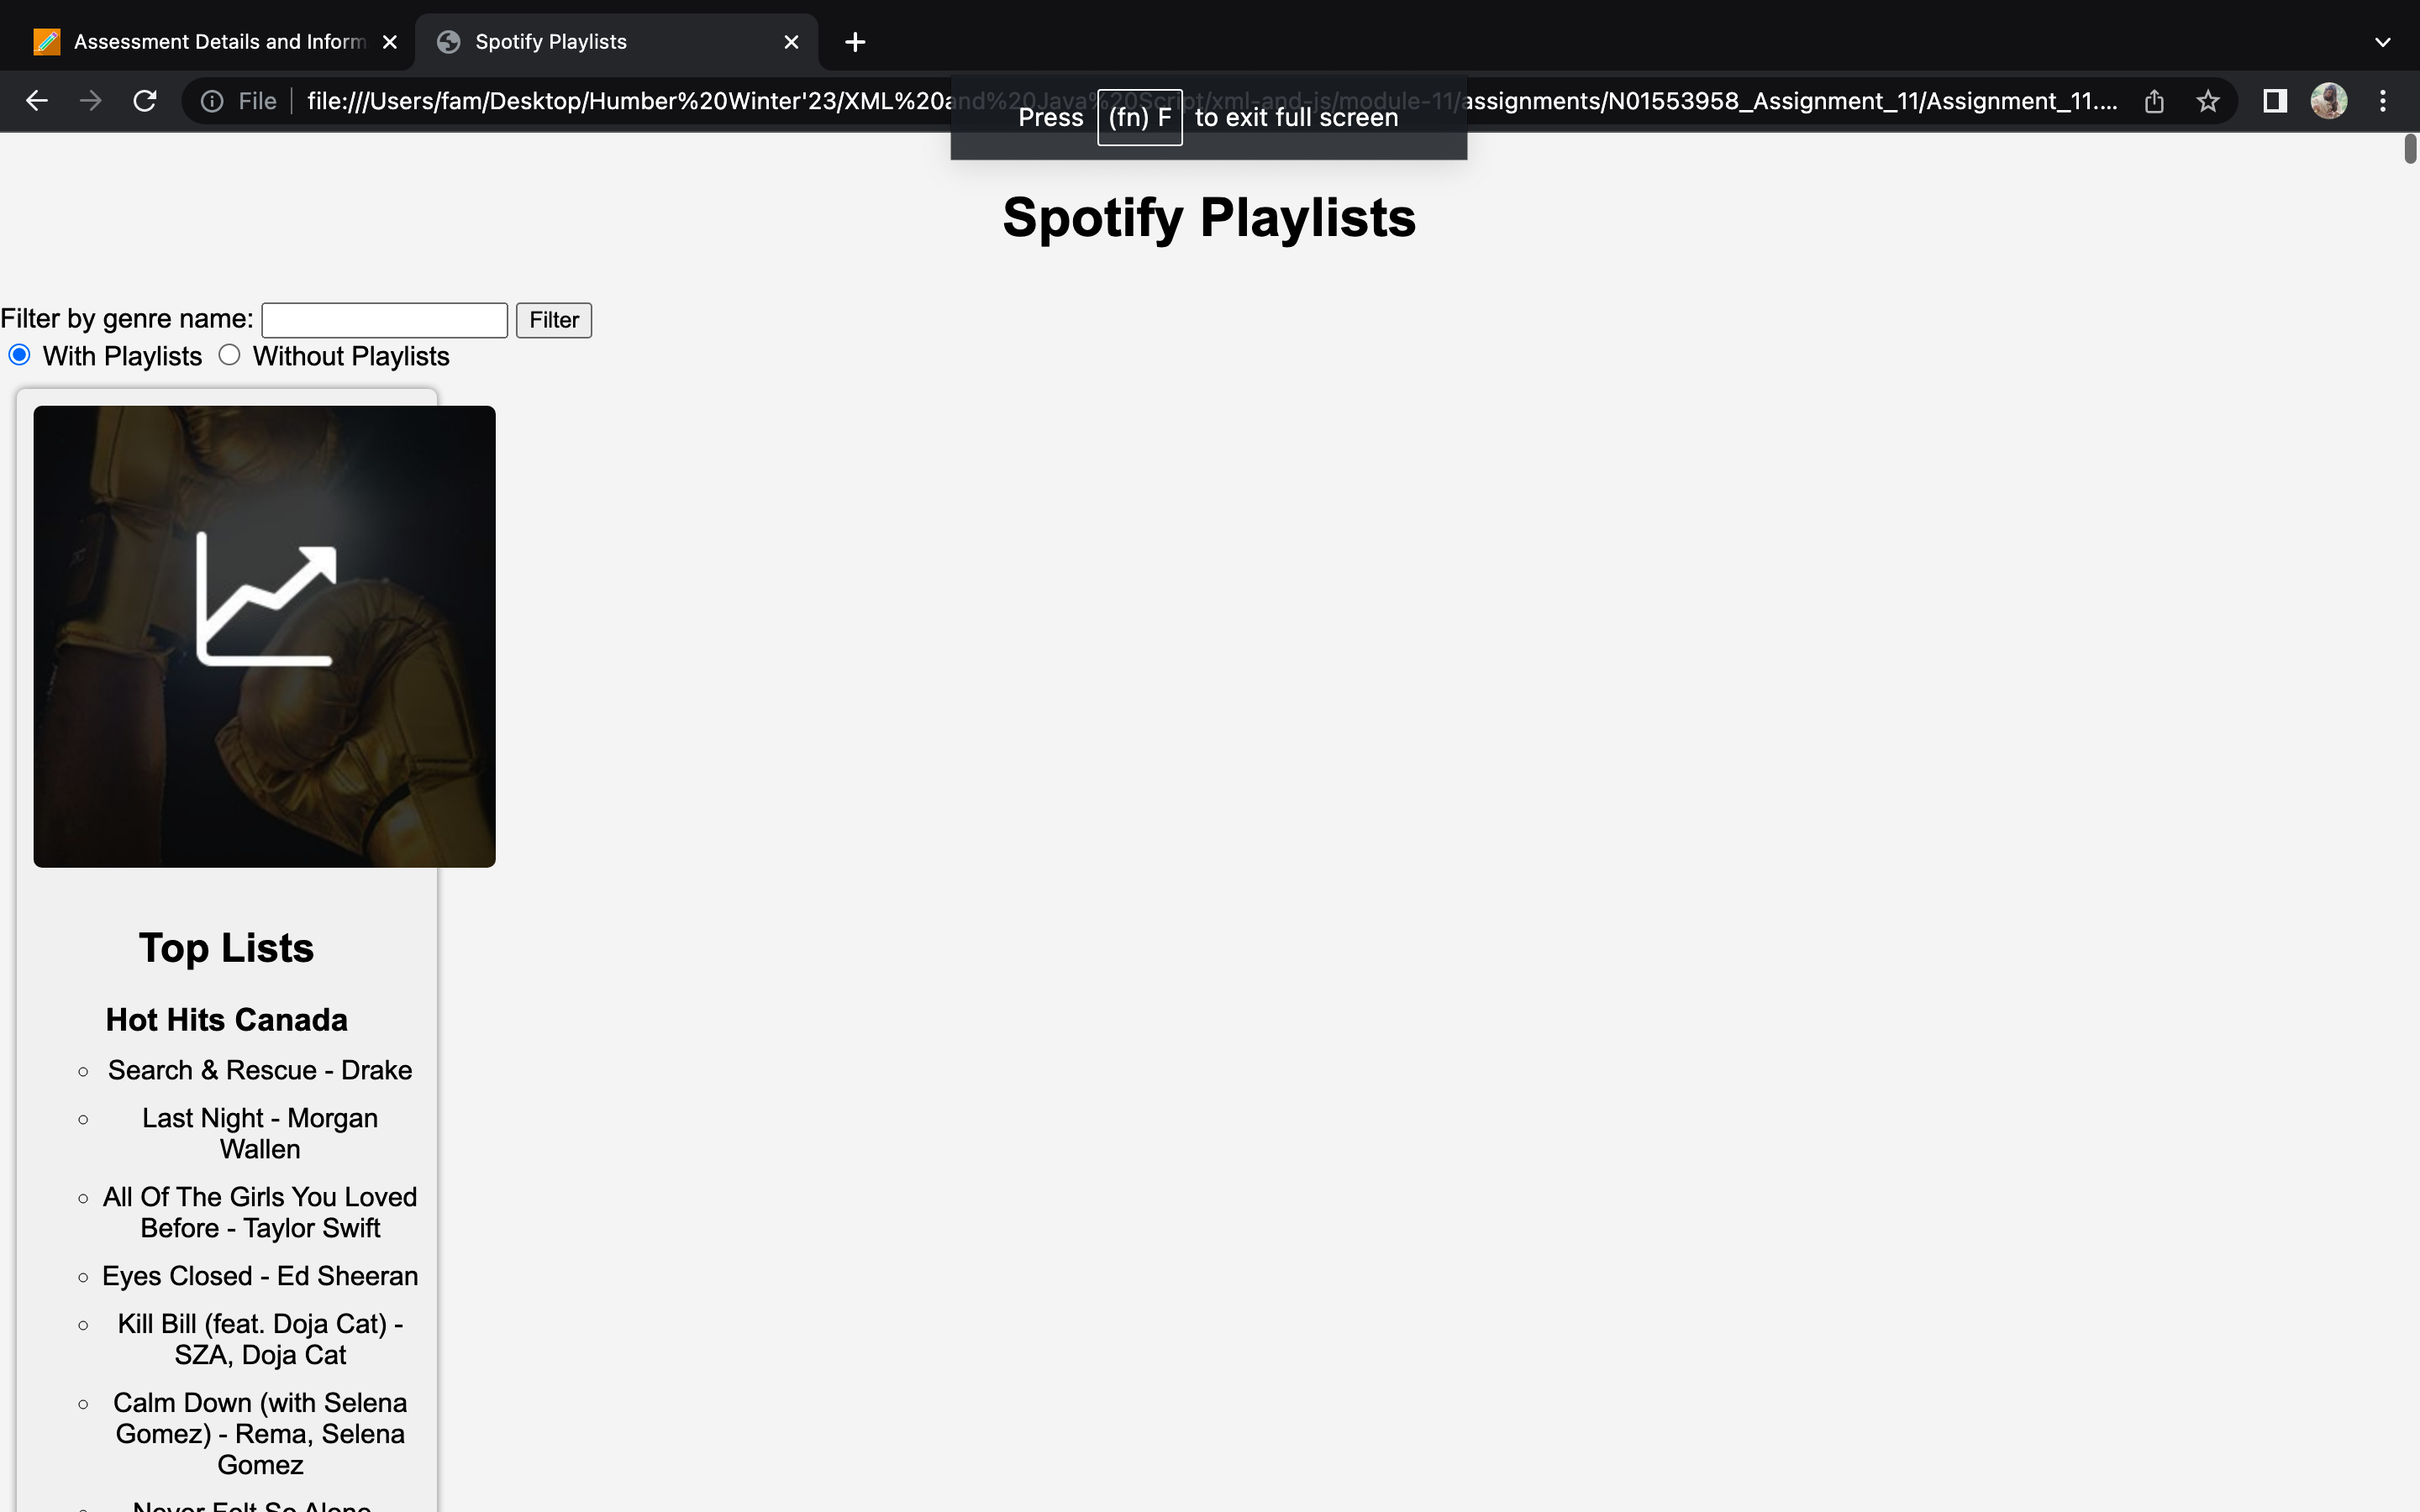 Assessment Details and Inform
Spotify Playlists
File
file:///Users/fam/Desktop/Humber%20Winter'23/XML%20and%20Java%20Script/xml-and-js/module-11/assignments/N01553958_Assignment_11....
Press (fn) F to exit full screen
Spotify Playlists
Filter by genre name: Filter
With Playlists Without Playlists
Top Lists
Hot Hits Canada
Search & Rescue - Drake
Last Night - Morgan
Wallen
All Of The Girls You Loved
Before - Taylor Swift
Eyes Closed - Ed Sheeran
Kill Bill (feat. Doja Cat) -
SZA, Doja Cat
Calm Down (with Selena
Gomez) - Rema, Selena
Gomez
Never Felt So Alone